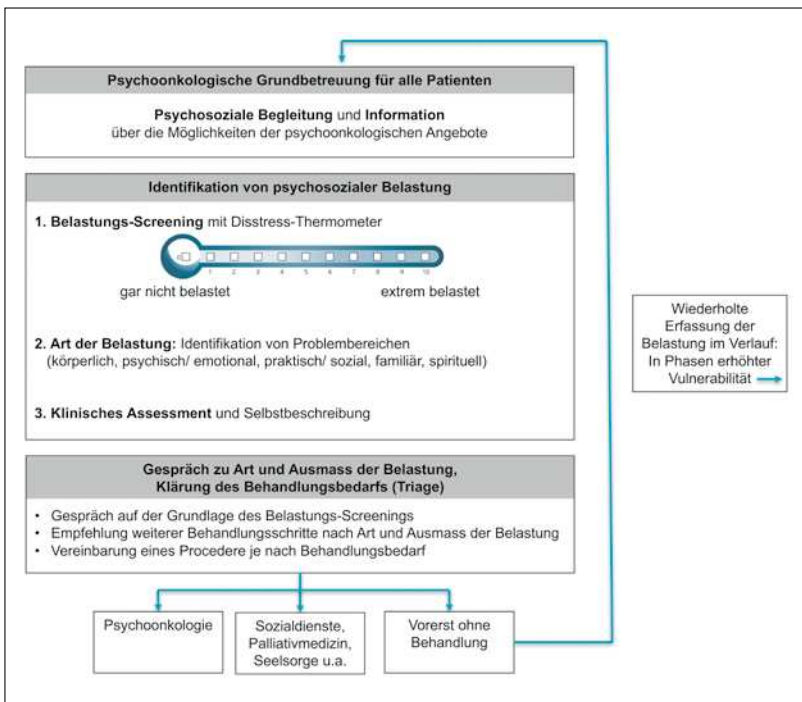 Psychoonkologische Grundbetreuung für alle Patienten
Psychosoziale Begleitung und Information
über die Möglichkeiten der psychoonkologischen Angebote
Identifikation von psychosozialer Belastung
1. Belastungs-Screening mit Disstress-Thermometer
0 1 2 3 4 5 6 7 8 9 10
gar nicht belastet extrem belastet
2. Art der Belastung: Identifikation von Problembereichen
(körperlich, psychisch/ emotional, praktisch/ sozial, familiär, spirituell)
3. Klinisches Assessment und Selbstbeschreibung
Gespräch zu Art und Ausmass der Belastung,
Klärung des Behandlungsbedarfs (Triage)
• Gespräch auf der Grundlage des Belastungs-Screenings
• Empfehlung weiterer Behandlungsschritte nach Art und Ausmass der Belastung
• Vereinbarung eines Procedere je nach Behandlungsbedarf
Psychoonkologie
Sozialdienste,
Palliativmedizin,
Seelsorge u.a.
Vorerst ohne
Behandlung
Wiederholte
Erfassung der
Belastung im Verlauf:
In Phasen erhöhter
Vulnerabilität